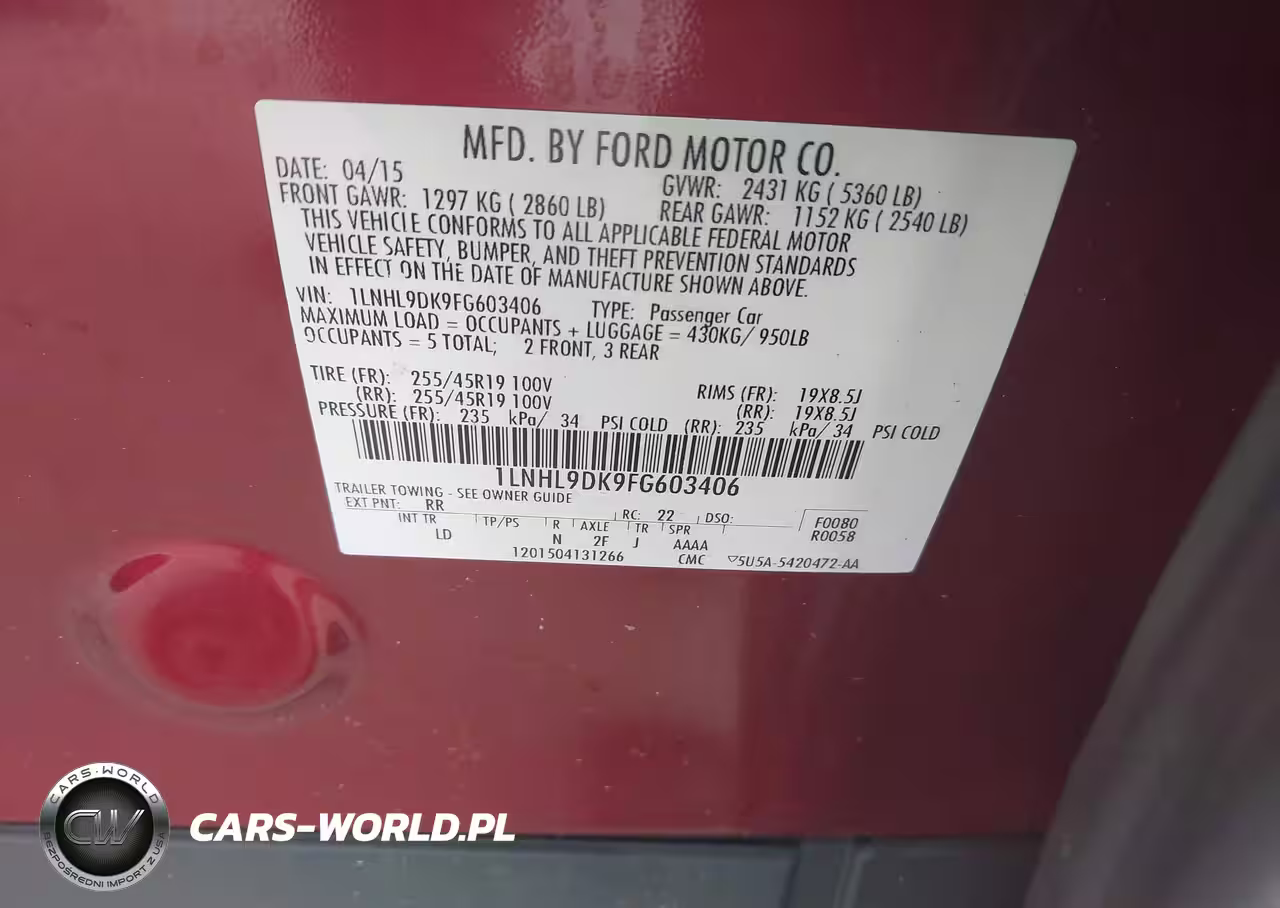 MFD. BY FORD MOTOR CO.
DATE: 04/15 GVWR: 2431 KG ( 5360 LB)
FRONT GAWR: 1297 KG ( 2860 LB) REAR GAWR: 1152 KG ( 2540 LB)
THIS VEHICLE CONFORMS TO ALL APPLICABLE FEDERAL MOTOR
VEHICLE SAFETY, BUMPER, AND THEFT PREVENTION STANDARDS
IN EFFECT ON THE DATE OF MANUFACTURE SHOWN ABOVE.
VIN: 1LNHL9DK9FG603406 TYPE: Passenger Car
MAXIMUM LOAD = OCCUPANTS + LUGGAGE = 430KG/ 950LB
OCCUPANTS = 5 TOTAL; 2 FRONT, 3 REAR
TIRE (FR): 255/45R19 100V RIMS (FR): 19X8.5J
(RR): 255/45R19 100V (RR): 19X8.5J
PRESSURE (FR): 235 kPa/ 34 PSI COLD (RR): 235 kPa/ 34 PSI COLD
1LNHL9DK9FG603406
TRAILER TOWING - SEE OWNER GUIDE
EXT PNT: RR RC: 22 DSO: F0080
INT TR TP/PS R AXLE TR SPR R0058
LD N 2F J AAAA
1201504131266 CMC 5U5A-5420472-AA
CARS-WORLD
CW
BEZPOŚREDNI IMPORT Z USA
CARS-WORLD.PL